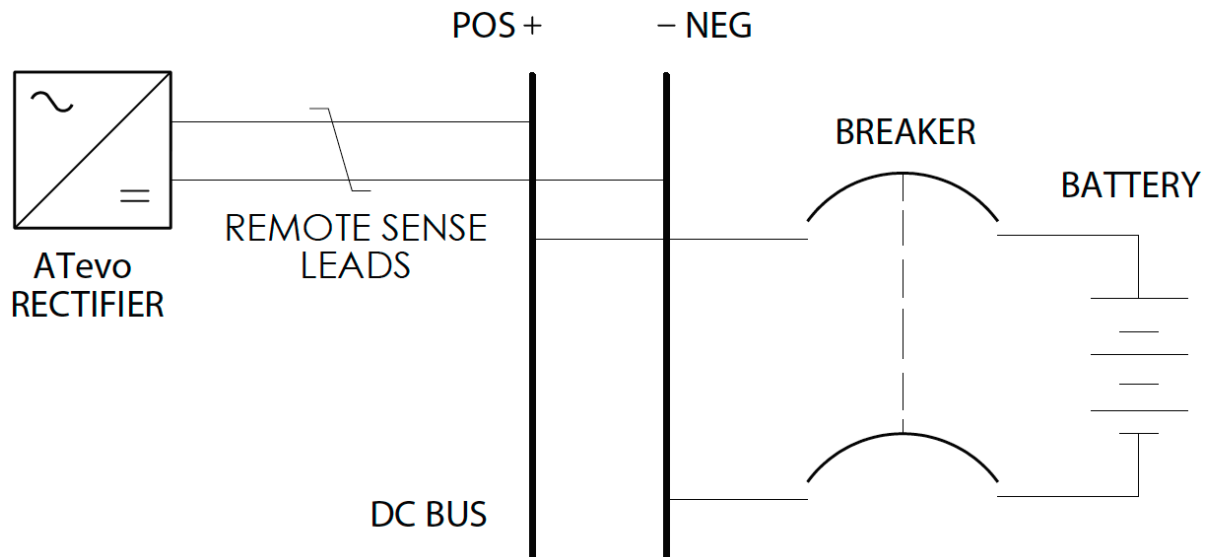 POS +
− NEG
BREAKER
BATTERY
REMOTE SENSE
LEADS
ATevo
RECTIFIER
DC BUS